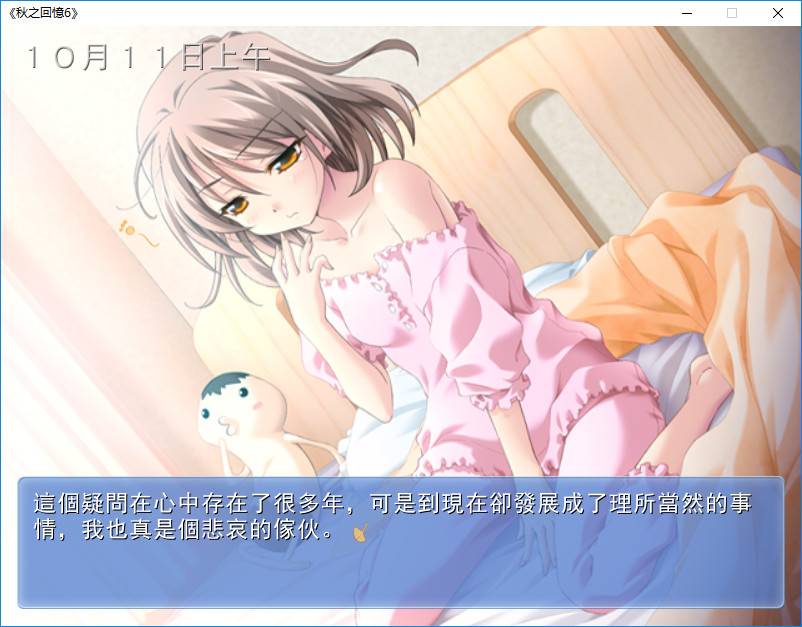 《秋之回憶6》
１０月１１日上午
這個疑問在心中存在了很多年，可是到現在卻發展成了理所當然的事
情，我也真是個悲哀的傢伙。